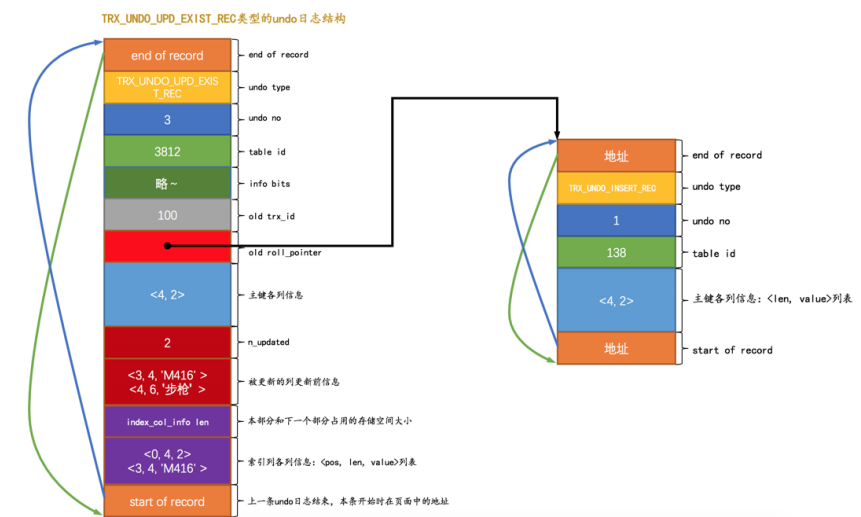 TRX_UNDO_UPD_EXIST_REC类型的undo日志结构
end of record
end of record
TRX_UNDO_UPD_EXIS
T_REC
undo type
3
undo no
3812
table id
略~
info bits
100
old trx_id
old roll_pointer
<4, 2>
主键各列信息
2
n_updated
<3, 4, 'M416' >
<4, 6, '步枪' >
被更新的列更新前信息
index_col_info len
本部分和下一个部分占用的存储空间大小
<0, 4, 2>
<3, 4, 'M416' >
索引列各列信息: <pos, len, value>列表
start of record
上一条undo日志结束, 本条开始时在页面中的地址
地址
end of record
TRX_UNDO_INSERT_REC
undo type
1
undo no
138
table id
<4, 2>
主键各列信息: <len, value>列表
地址
start of record